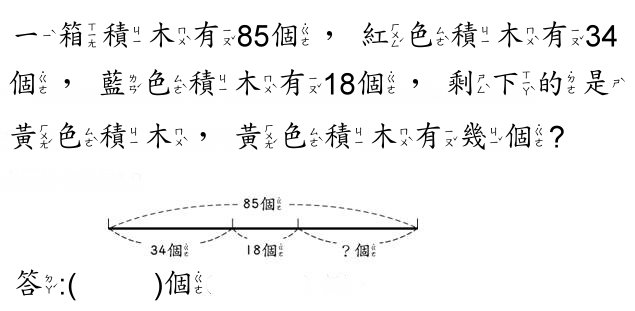 一箱積木有85個，紅色積木有34
個，藍色積木有18個，剩下的是
黃色積木，黃色積木有幾個？
85個
34個 18個 ？個
答:( )個